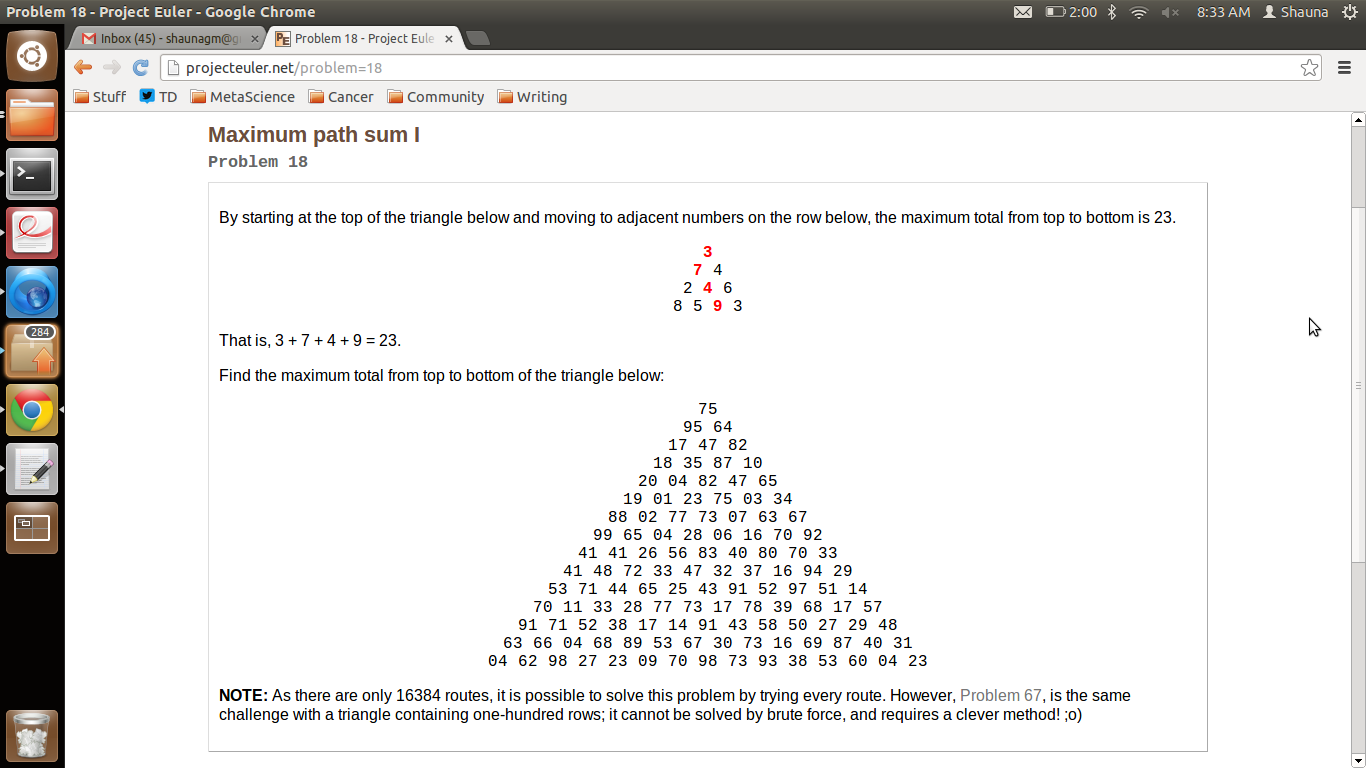 Problem 18 - Project Euler - Google Chrome
2:00
8:33 AM
Shauna
Inbox (45) - shaunagm@g
Problem 18 - Project Eule
projecteuler.net/problem=18
Stuff
TD
MetaScience
Cancer
Community
Writing
284
Maximum path sum I
Problem 18
By starting at the top of the triangle below and moving to adjacent numbers on the row below, the maximum total from top to bottom is 23.
3
7 4
2 4 6
8 5 9 3
That is, 3 + 7 + 4 + 9 = 23.
Find the maximum total from top to bottom of the triangle below:
75
95 64
17 47 82
18 35 87 10
20 04 82 47 65
19 01 23 75 03 34
88 02 77 73 07 63 67
99 65 04 28 06 16 70 92
41 41 26 56 83 40 80 70 33
41 48 72 33 47 32 37 16 94 29
53 71 44 65 25 43 91 52 97 51 14
70 11 33 28 77 73 17 78 39 68 17 57
91 71 52 38 17 14 91 43 58 50 27 29 48
63 66 04 68 89 53 67 30 73 16 69 87 40 31
04 62 98 27 23 09 70 98 73 93 38 53 60 04 23
NOTE: As there are only 16384 routes, it is possible to solve this problem by trying every route. However, Problem 67, is the same
challenge with a triangle containing one-hundred rows; it cannot be solved by brute force, and requires a clever method! ;o)